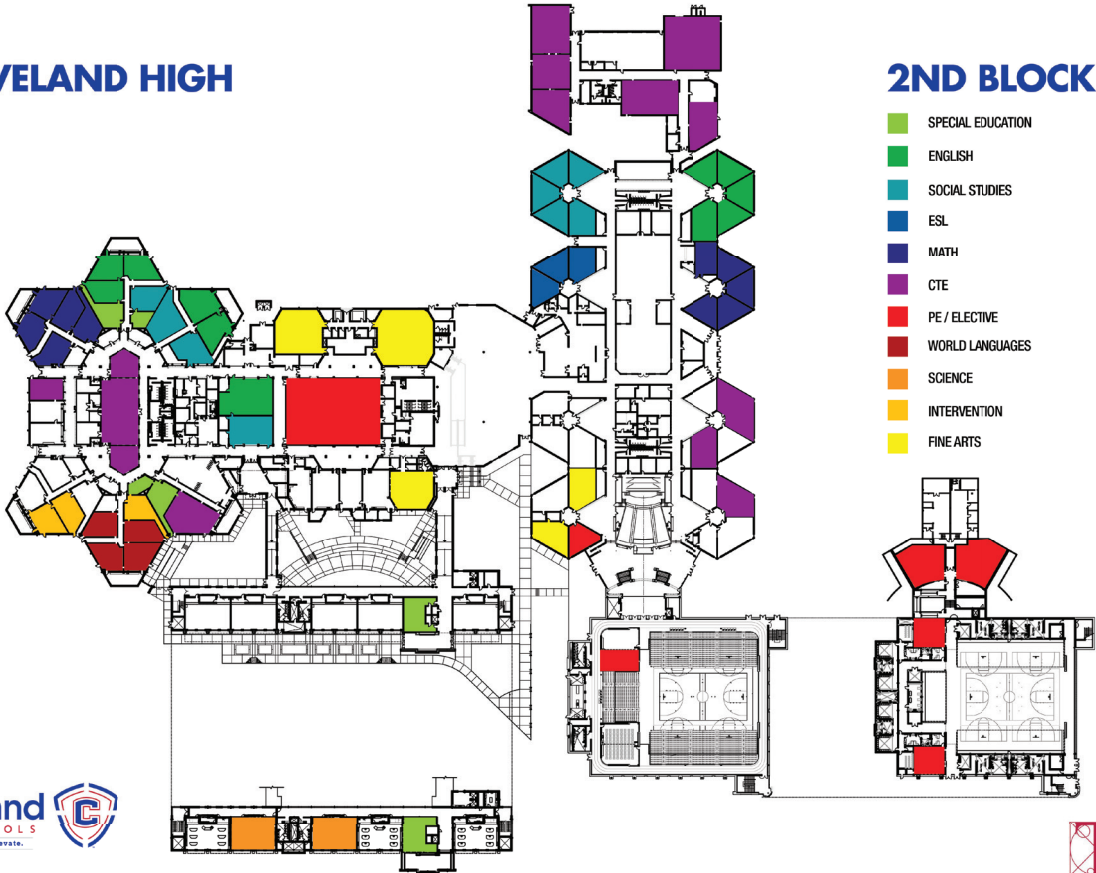 VELAND HIGH
2ND BLOCK
SPECIAL EDUCATION
ENGLISH
SOCIAL STUDIES
ESL
MATH
CTE
PE / ELECTIVE
WORLD LANGUAGES
SCIENCE
INTERVENTION
FINE ARTS
and
OLS
evate.
C